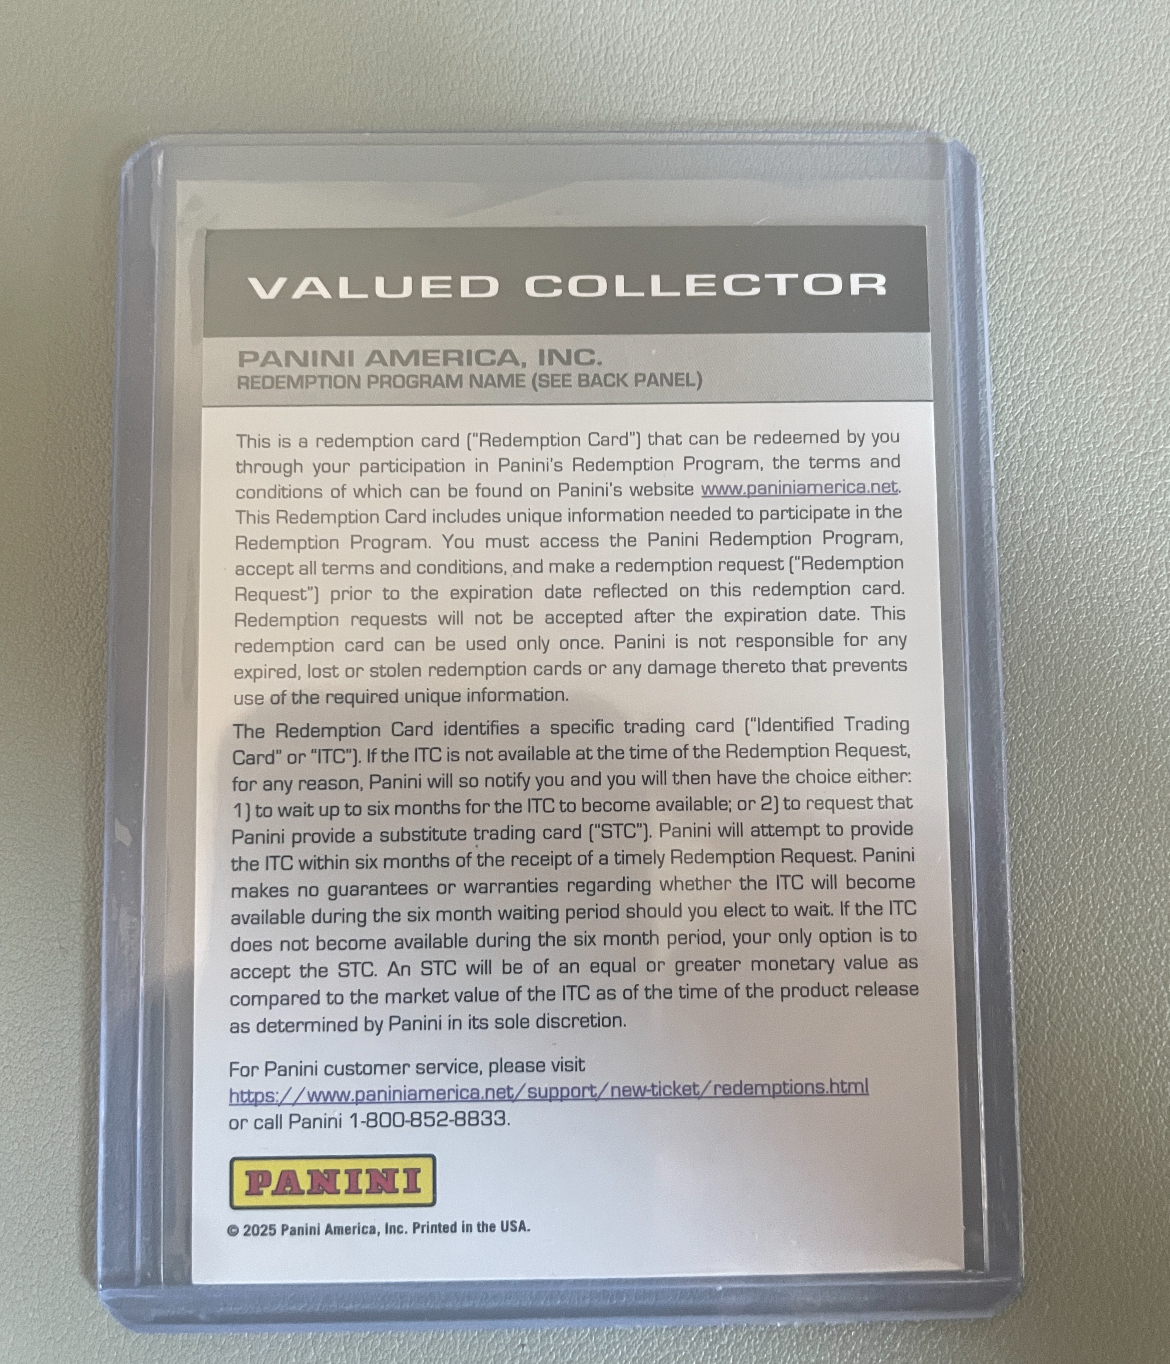 VALUED COLLECTOR
PANINI AMERICA, INC.
REDEMPTION PROGRAM NAME (SEE BACK PANEL)
This is a redemption card ("Redemption Card") that can be redeemed by you
through your participation in Panini's Redemption Program, the terms and
conditions of which can be found on Panini's website www.paniniamerica.net.
This Redemption Card includes unique information needed to participate in the
Redemption Program. You must access the Panini Redemption Program,
accept all terms and conditions, and make a redemption request ("Redemption
Request") prior to the expiration date reflected on this redemption card.
Redemption requests will not be accepted after the expiration date. This
redemption card can be used only once. Panini is not responsible for any
expired, lost or stolen redemption cards or any damage thereto that prevents
use of the required unique information.
The Redemption Card identifies a specific trading card ("Identified Trading
Card" or "ITC"). If the ITC is not available at the time of the Redemption Request,
for any reason, Panini will so notify you and you will then have the choice either:
1) to wait up to six months for the ITC to become available; or 2) to request that
Panini provide a substitute trading card ("STC"). Panini will attempt to provide
the ITC within six months of the receipt of a timely Redemption Request. Panini
makes no guarantees or warranties regarding whether the ITC will become
available during the six month waiting period should you elect to wait. If the ITC
does not become available during the six month period, your only option is to
accept the STC. An STC will be of an equal or greater monetary value as
compared to the market value of the ITC as of the time of the product release
as determined by Panini in its sole discretion.
For Panini customer service, please visit
https://www.paniniamerica.net/support/new-ticket/redemptions.html
or call Panini 1-800-852-8833.
PANINI
© 2025 Panini America, Inc. Printed in the USA.